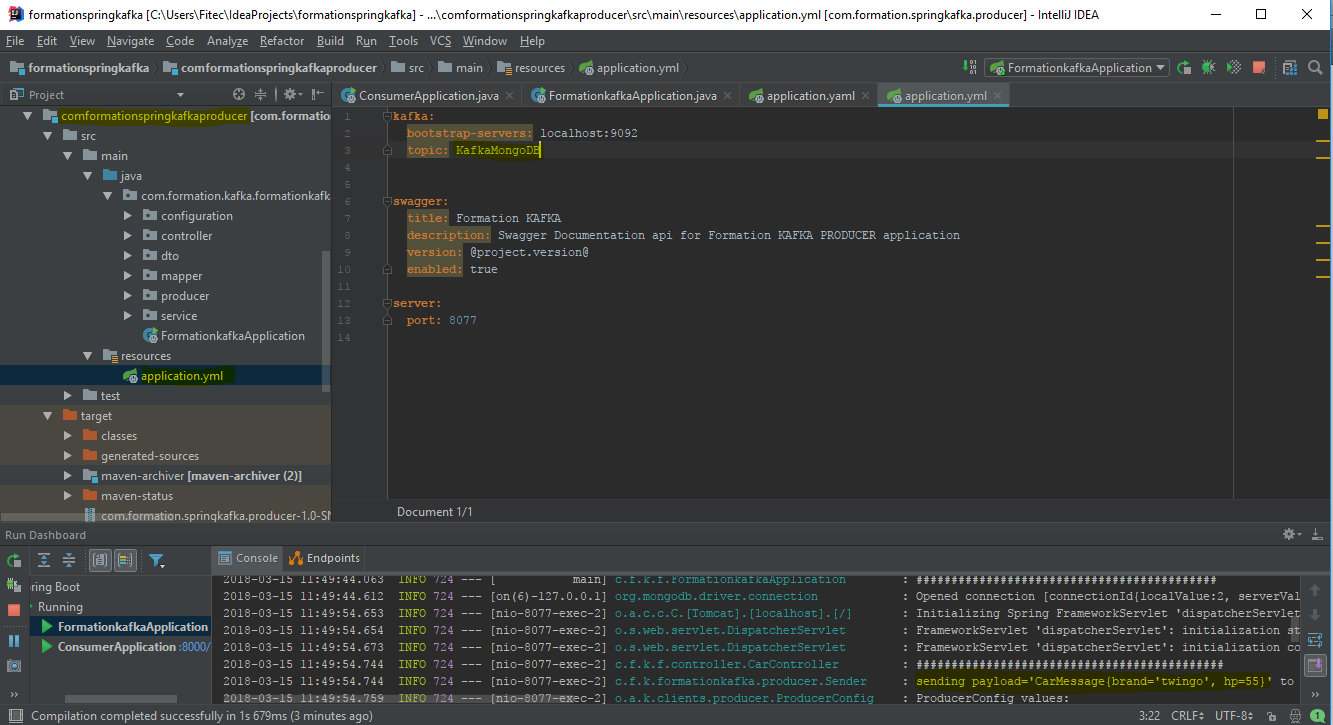 formationspringkafka [C:\Users\Fitec\IdeaProjects\formationspringkafka] - ...\comformationspringkafkaproducer\src\main\resources\application.yml [com.formation.springkafka.producer] - IntelliJ IDEA
File Edit View Navigate Code Analyze Refactor Build Run Tools VCS Window Help
formationspringkafka comformationspringkafkaproducer src main resources application.yml FormationkafkaApplication
Project
ConsumerApplication.java FormationkafkaApplication.java application.yaml application.yml
comformationspringkafkaproducer [com.formatio
src
main
java
com.formation.kafka.formationkafk
configuration
controller
dto
mapper
producer
service
FormationkafkaApplication
resources
application.yml
test
target
classes
generated-sources
maven-archiver [maven-archiver (2)]
maven-status
com.formation.springkafka.producer-1.0-SN
1 kafka:
2 bootstrap-servers: localhost:9092
3 topic: KafkaMongoDB
4
5
6 swagger:
7 title: Formation KAFKA
8 description: Swagger Documentation api for Formation KAFKA PRODUCER application
9 version: @project.version@
10 enabled: true
11
12 server:
13 port: 8077
14
Document 1/1
Run Dashboard
Console Endpoints
ring Boot
Running
FormationkafkaApplication
ConsumerApplication :8000/
2018-03-15 11:49:44.063 INFO 724 --- [ main] c.f.k.f.FormationkafkaApplication : ###########################################
2018-03-15 11:49:44.612 INFO 724 --- [on(6)-127.0.0.1] org.mongodb.driver.connection : Opened connection [connectionId{localValue:2, serverVal
2018-03-15 11:49:54.653 INFO 724 --- [nio-8077-exec-2] o.a.c.c.C.[Tomcat].[localhost].[/] : Initializing Spring FrameworkServlet 'dispatcherServlet
2018-03-15 11:49:54.654 INFO 724 --- [nio-8077-exec-2] o.s.web.servlet.DispatcherServlet : FrameworkServlet 'dispatcherServlet': initialization st
2018-03-15 11:49:54.673 INFO 724 --- [nio-8077-exec-2] o.s.web.servlet.DispatcherServlet : FrameworkServlet 'dispatcherServlet': initialization co
2018-03-15 11:49:54.744 INFO 724 --- [nio-8077-exec-2] c.f.k.f.controller.CarController : ############################################
2018-03-15 11:49:54.744 INFO 724 --- [nio-8077-exec-2] c.f.k.formationkafka.producer.Sender : sending payload='CarMessage{brand='twingo', hp=55}' to
2018-03-15 11:49:54.759 INFO 724 --- [nio-8077-exec-2] o.a.k.clients.producer.ProducerConfig : ProducerConfig values:
Compilation completed successfully in 1s 679ms (3 minutes ago) 3:22 CRLF UTF-8 1